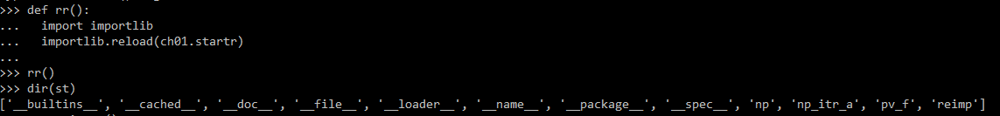 >>> def rr():
...   import importlib
...   importlib.reload(ch01.startr)
...
>>> rr()
>>> dir(st)
['__builtins__', '__cached__', '__doc__', '__file__', '__loader__', '__name__', '__package__', '__spec__', 'np', 'np_itr_a', 'pv_f', 'reimp']